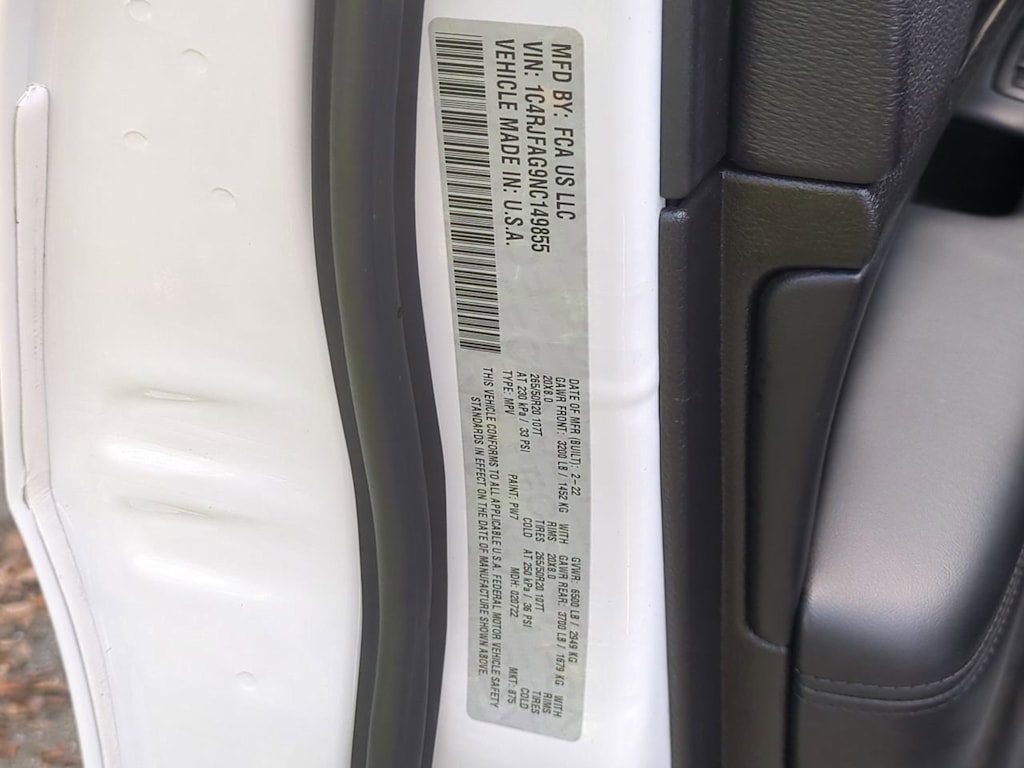 MFD BY: FCA US LLC
VIN: 1C4RJFAG9NC149855
VEHICLE MADE IN: U.S.A.
DATE OF MFR (BUILT): 2-22 GVWR: 6500 LB / 2949 KG
GAWR FRONT: 3200 LB / 1452 KG WITH GAWR REAR: 3700 LB / 1679 KG WITH
20X8.0 RIMS 20X8.0 RIMS
265/50R20 107T TIRES 265/50R20 107T TIRES
AT 230 kPa / 33 PSI COLD AT 250 kPa / 36 PSI COLD
TYPE: MPV PAINT: PW7 MDH: 020722 MKT: 875
THIS VEHICLE CONFORMS TO ALL APPLICABLE U.S.A. FEDERAL MOTOR VEHICLE SAFETY
STANDARDS IN EFFECT ON THE DATE OF MANUFACTURE SHOWN ABOVE.